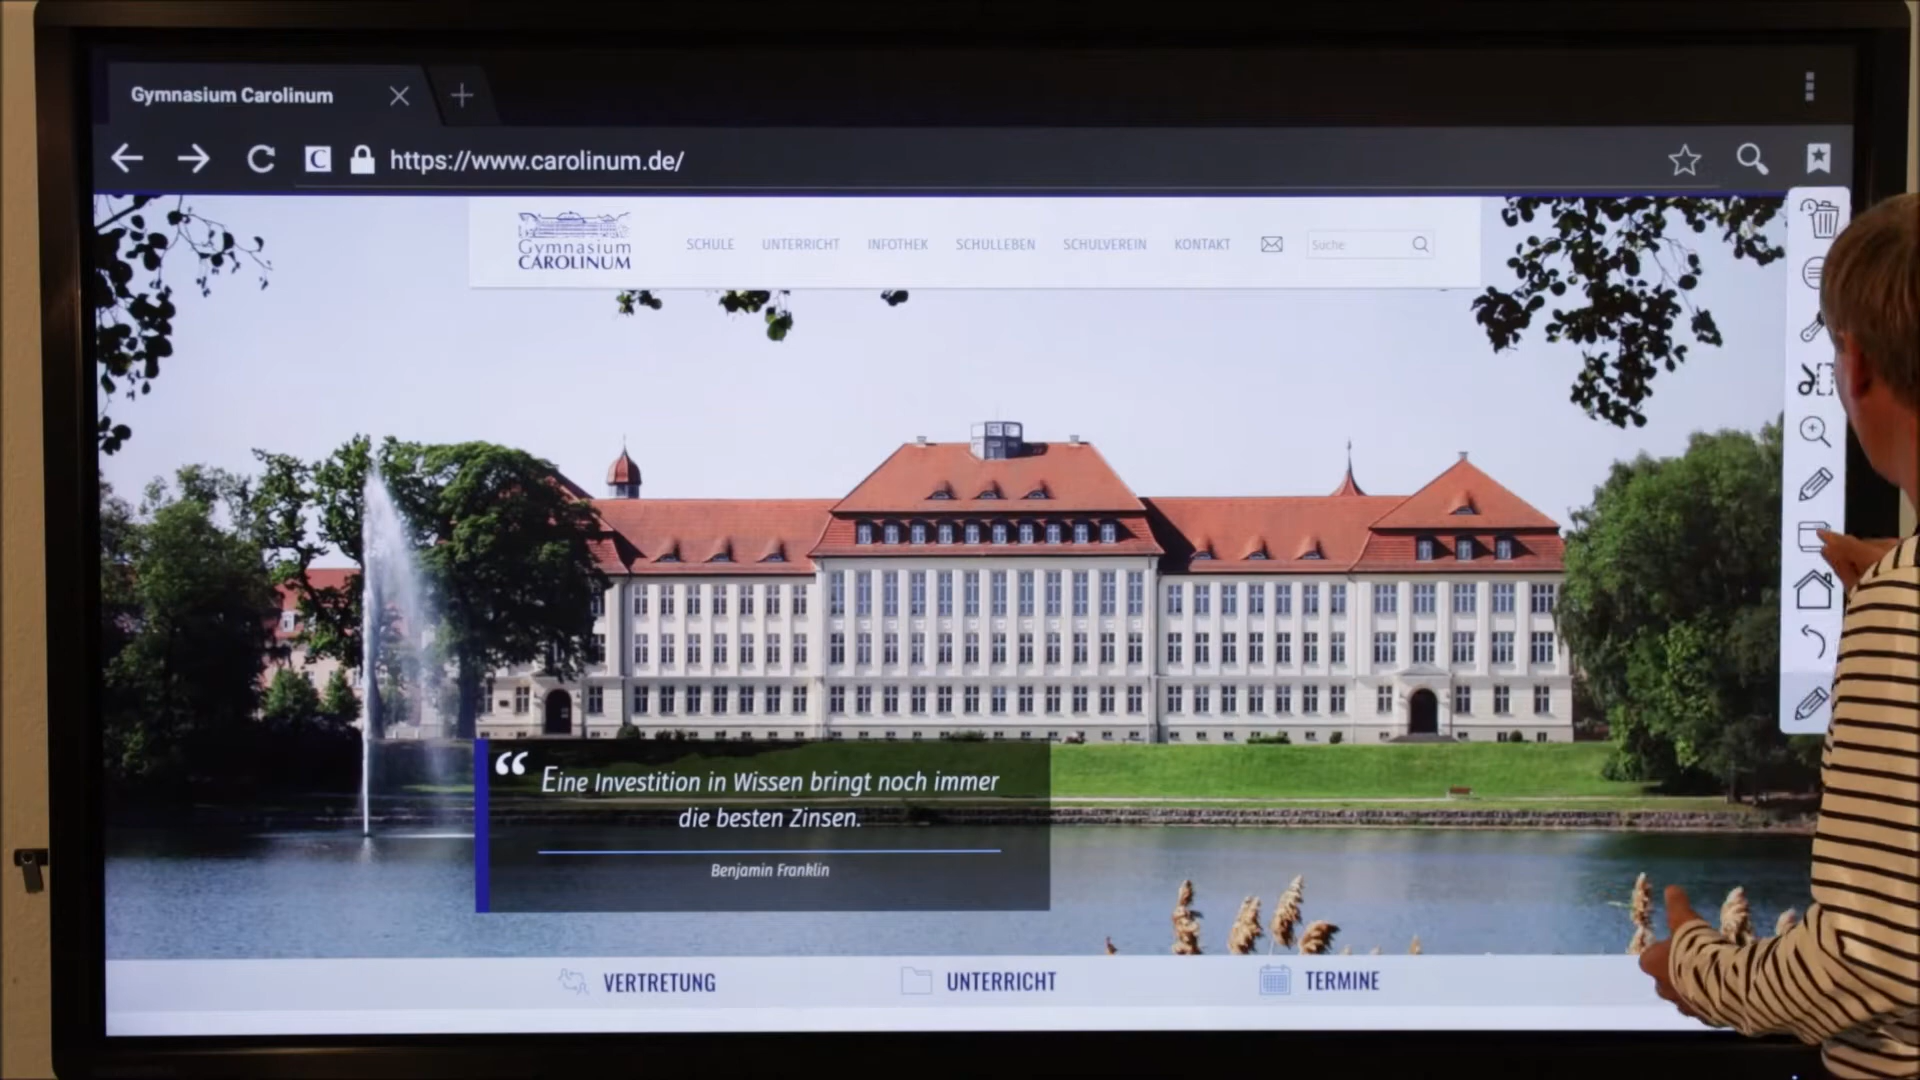 Gymnasium Carolinum
C
https://www.carolinum.de/
Gymnasium
CAROLINUM
SCHULE UNTERRICHT INFOTHEK SCHULLEBEN SCHULVEREIN KONTAKT Suche
“ Eine Investition in Wissen bringt noch immer
die besten Zinsen.
Benjamin Franklin
VERTRETUNG UNTERRICHT TERMINE